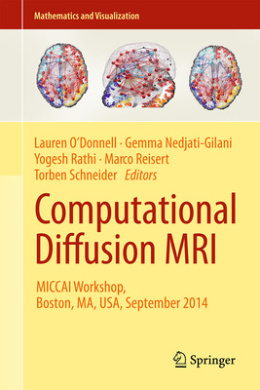 Mathematics and Visualization
Lauren O'Donnell · Gemma Nedjati-Gilani
Yogesh Rathi · Marco Reisert
Torben Schneider Editors
Computational
Diffusion MRI
MICCAI Workshop,
Boston, MA, USA, September 2014
Springer